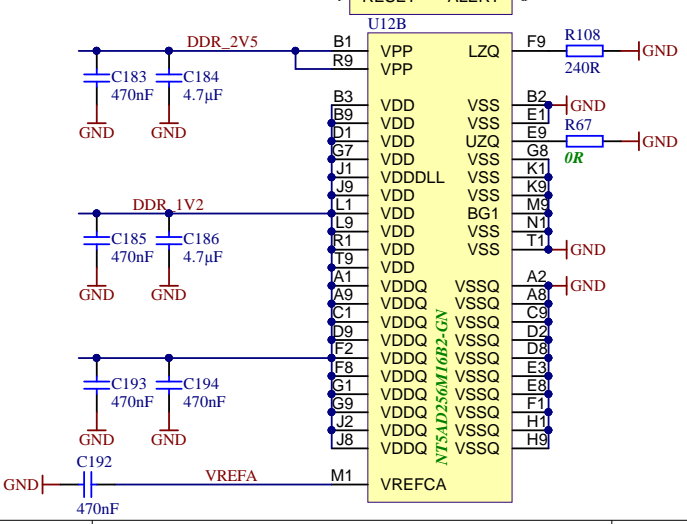 RESET ALERT
U12B
DDR_2V5 B1 VPP LZQ F9 R108 GND
R9 VPP 240R
C183 C184
470nF 4.7µF
GND GND
B3 VDD VSS B2 GND
B9 VDD VSS E1
D1 VDD UZQ E9 R67 GND
G7 VDD VSS G8 0R
J1 VDDDLL VSS K1
J9 VDD VSS K9
DDR_1V2 L1 VDD BG1 M9
L9 VDD VSS N1
R1 VDD VSS T1 GND
T9 VDD
C185 C186
470nF 4.7µF
GND GND
A1 VDDQ VSSQ A2 GND
A9 VDDQ VSSQ A8
C1 VDDQ VSSQ C9
D9 VDDQ VSSQ D2
F2 VDDQ VSSQ D8
F8 VDDQ VSSQ E3
G1 VDDQ VSSQ E8
G9 VDDQ VSSQ F1
J2 VDDQ VSSQ H1
J8 VDDQ VSSQ H9
NT5AD256M16B2-GN
C193 C194
470nF 470nF
GND GND
C192
GND VREFA M1 VREFCA
470nF